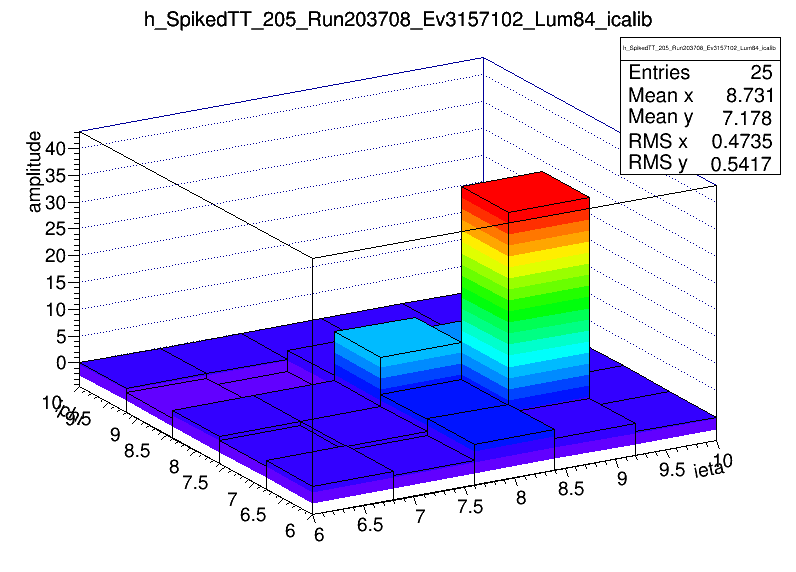 h_SpikedTT_205_Run203708_Ev3157102_Lum84_icalib
h_SpikedTT_205_Run203708_Ev3157102_Lum84_icalib
Entries 25
Mean x 8.731
Mean y 7.178
RMS x 0.4735
RMS y 0.5417
amplitude
40
35
30
25
20
15
10
5
0
10
iphi
9.5
9
8.5
8
7.5
7
6.5
6
6
6.5
7
7.5
8
8.5
9
9.5
ieta
10